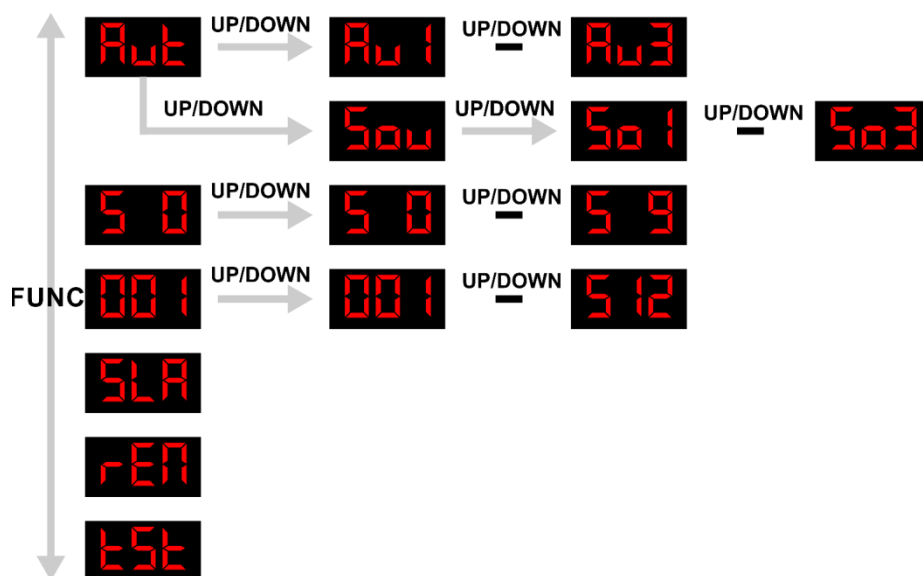 Aut UP/DOWN Au1 UP/DOWN Au3
UP/DOWN Sou UP/DOWN So1 UP/DOWN So3
S 0 UP/DOWN S 0 UP/DOWN S 9
FUNC 001 UP/DOWN 001 UP/DOWN 512
SLA
rEM
tSt